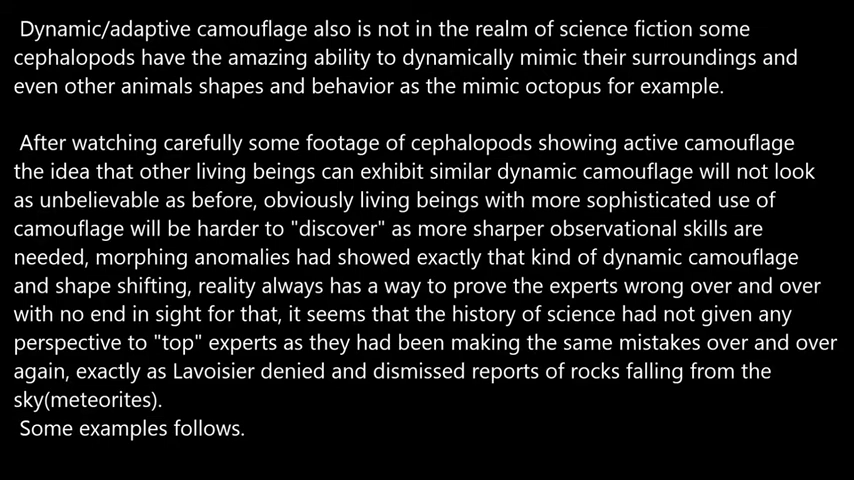 Dynamic/adaptive camouflage also is not in the realm of science fiction some
cephalopods have the amazing ability to dynamically mimic their surroundings and
even other animals shapes and behavior as the mimic octopus for example.
After watching carefully some footage of cephalopods showing active camouflage
the idea that other living beings can exhibit similar dynamic camouflage will not look
as unbelievable as before, obviously living beings with more sophisticated use of
camouflage will be harder to "discover" as more sharper observational skills are
needed, morphing anomalies had showed exactly that kind of dynamic camouflage
and shape shifting, reality always has a way to prove the experts wrong over and over
with no end in sight for that, it seems that the history of science had not given any
perspective to "top" experts as they had been making the same mistakes over and over
again, exactly as Lavoisier denied and dismissed reports of rocks falling from the
sky(meteorites).
Some examples follows.